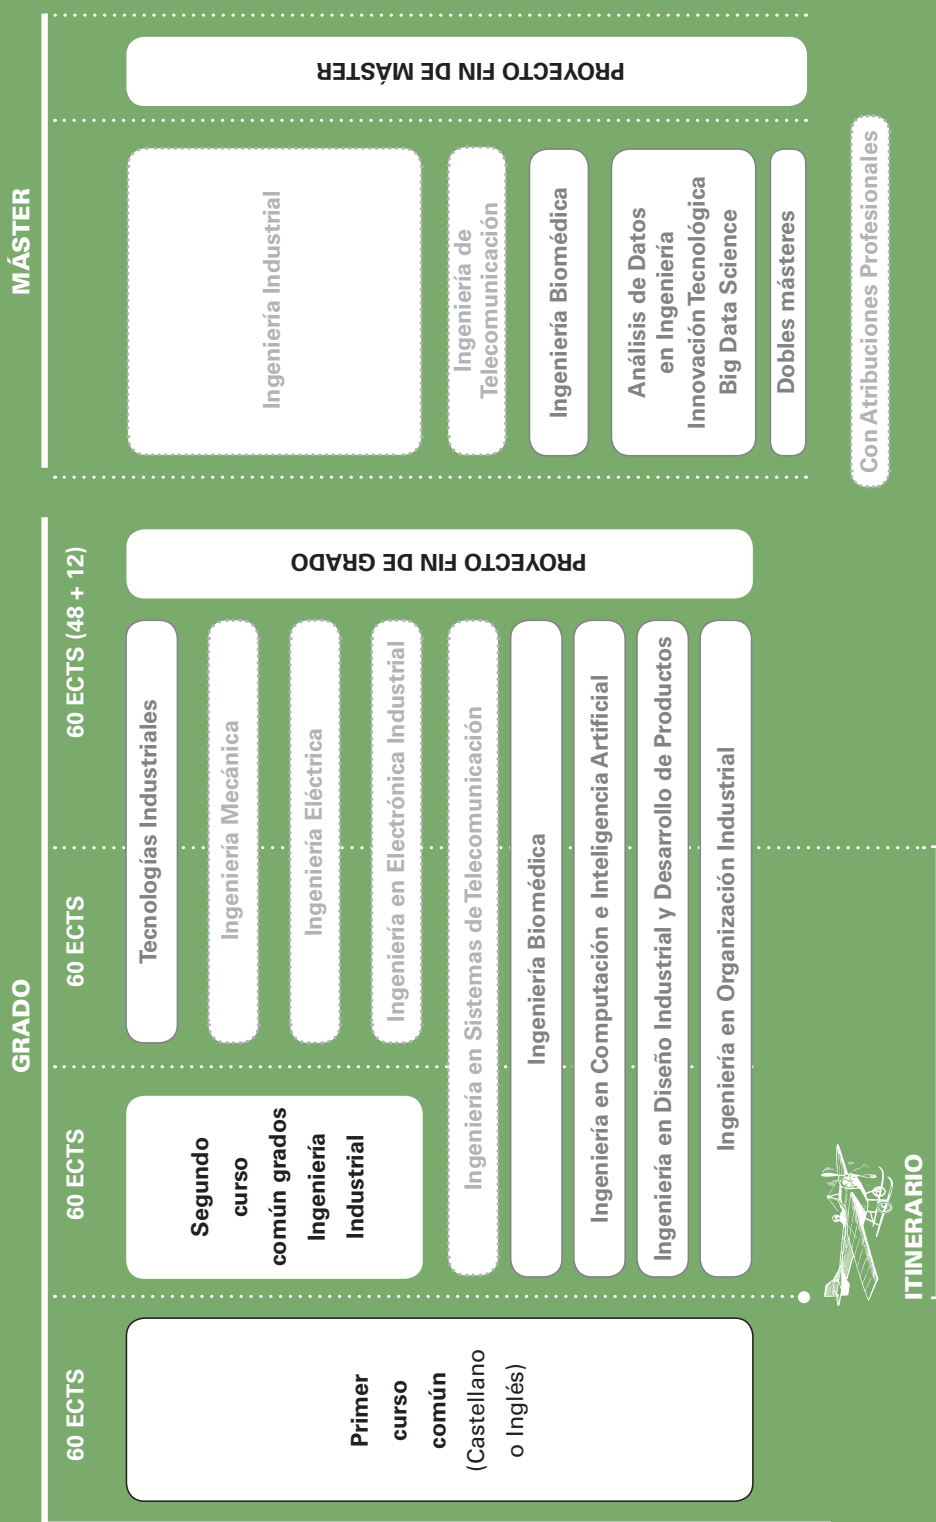 GRADO
MÁSTER
60 ECTS
60 ECTS
60 ECTS
60 ECTS (48 + 12)
Primer
curso
común
(Castellano
o Inglés)
Segundo
curso
común grados
Ingeniería
Industrial
Tecnologías Industriales
Ingeniería Mecánica
Ingeniería Eléctrica
Ingeniería en Electrónica Industrial
Ingeniería en Sistemas de Telecomunicación
Ingeniería Biomédica
Ingeniería en Computación e Inteligencia Artificial
Ingeniería en Diseño Industrial y Desarrollo de Productos
Ingeniería en Organización Industrial
PROYECTO FIN DE GRADO
Ingeniería Industrial
Ingeniería de
Telecomunicación
Ingeniería Biomédica
Análisis de Datos
en Ingeniería
Innovación Tecnológica
Big Data Science
Dobles másteres
PROYECTO FIN DE MÁSTER
Con Atribuciones Profesionales
ITINERARIO